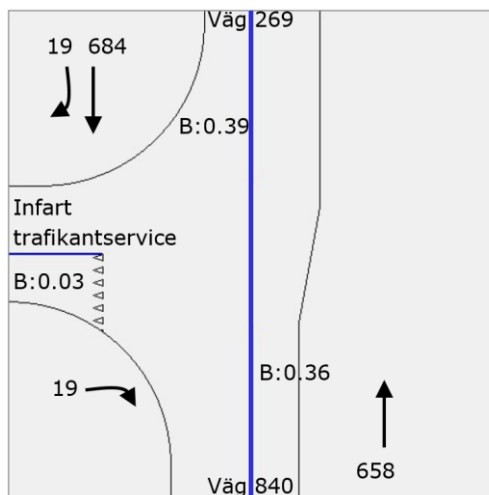 Väg 269
19 684
B:0.39
Infart
trafikantservice
B:0.03
B:0.36
19
658
Väg 840